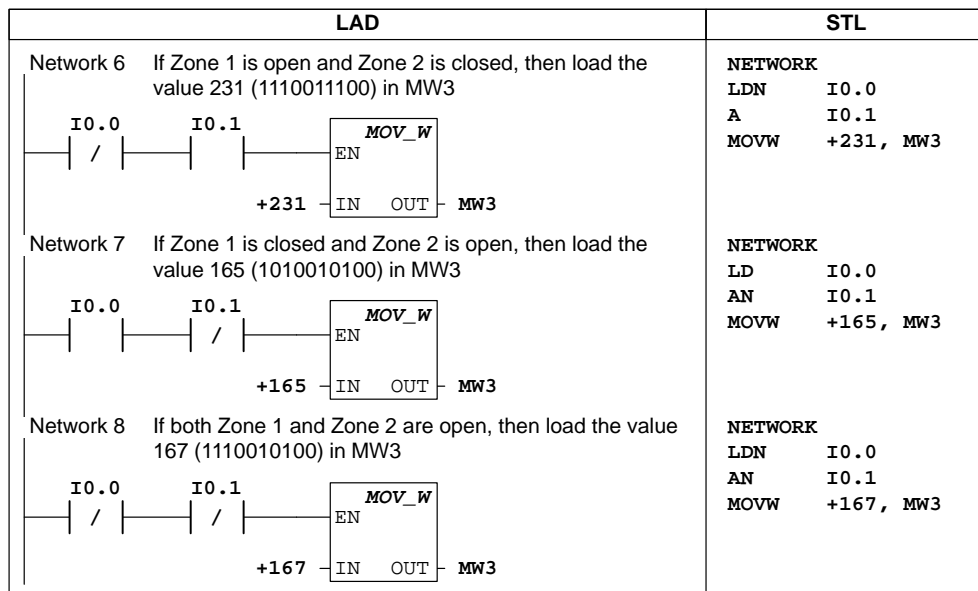 LAD
STL
Network 6 If Zone 1 is open and Zone 2 is closed, then load the
value 231 (1110011100) in MW3
I0.0 I0.1
/
MOV_W
EN
+231 IN OUT MW3
NETWORK
LDN I0.0
A I0.1
MOVW +231, MW3
Network 7 If Zone 1 is closed and Zone 2 is open, then load the
value 165 (1010010100) in MW3
I0.0 I0.1
/
MOV_W
EN
+165 IN OUT MW3
NETWORK
LD I0.0
AN I0.1
MOVW +165, MW3
Network 8 If both Zone 1 and Zone 2 are open, then load the value
167 (1110010100) in MW3
I0.0 I0.1
/ /
MOV_W
EN
+167 IN OUT MW3
NETWORK
LDN I0.0
AN I0.1
MOVW +167, MW3